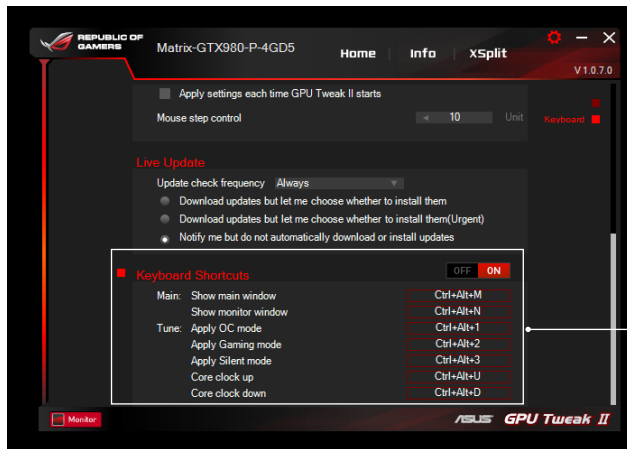 REPUBLIC OF
GAMERS
Matrix-GTX980-P-4GD5
Home Info XSplit
V 1.0.7.0
Apply settings each time GPU Tweak II starts
Mouse step control 10 Unit
Keyboard
Live Update
Update check frequency Always
Download updates but let me choose whether to install them
Download updates but let me choose whether to install them(Urgent)
Notify me but do not automatically download or install updates
Keyboard Shortcuts OFF ON
Main: Show main window Ctrl+Alt+M
Show monitor window Ctrl+Alt+N
Tune: Apply OC mode Ctrl+Alt+1
Apply Gaming mode Ctrl+Alt+2
Apply Silent mode Ctrl+Alt+3
Core clock up Ctrl+Alt+U
Core clock down Ctrl+Alt+D
Monitor
ASUS GPU Tweak II